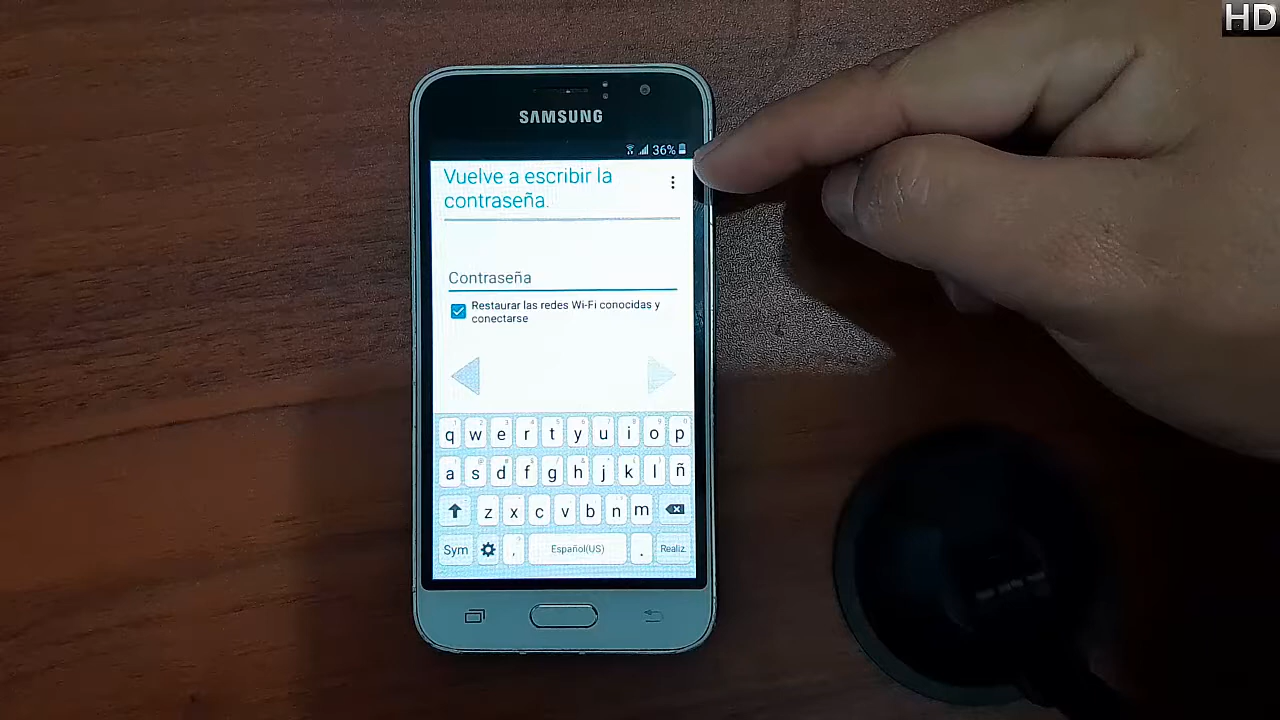 HD
SAMSUNG
36%
Vuelve a escribir la
contraseña.
Contraseña
Restaurar las redes Wi-Fi conocidas y
conectarse
q w e r t y u i o p
a s d f g h j k l ñ
z x c v b n m
Sym , Español(US) . Realiz.